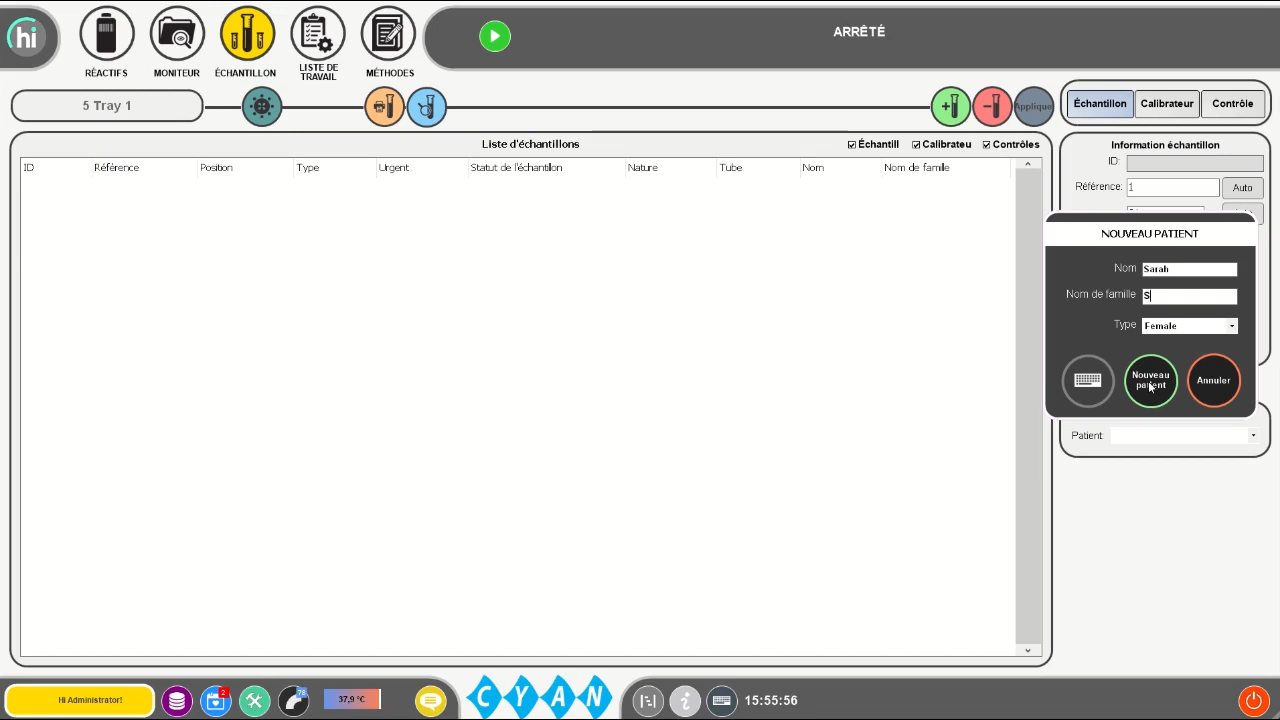 hi
RÉACTIFS
MONITEUR
ÉCHANTILLON
LISTE DE
TRAVAIL
MÉTHODES
ARRÊTÉ
5 Tray 1
Applique
Échantillon
Calibrateur
Contrôle
Liste d'échantillons
Échantill
Calibrateu
Contrôles
ID
Référence
Position
Type
Urgent
Statut de l'échantillon
Nature
Tube
Nom
Nom de famille
Information échantillon
ID:
Référence:
1
Auto
NOUVEAU PATIENT
Nom
Sarah
Nom de famille
S
Type
Female
Nouveau
patient
Annuler
Patient:
Hi Administrator!
2
78
37,9 °C
CYAN
15:55:56